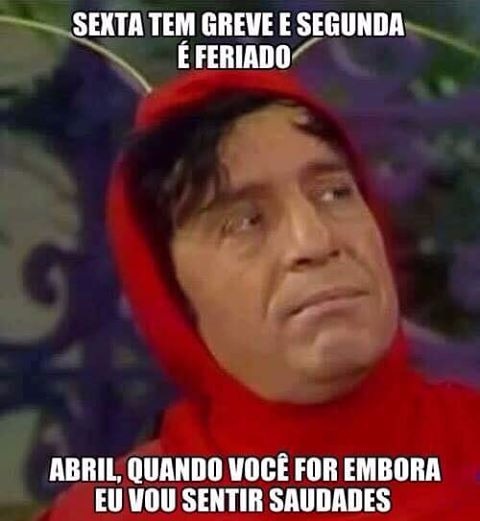 SEXTA TEM GREVE E SEGUNDA
É FERIADO
ABRIL, QUANDO VOCÊ FOR EMBORA
EU VOU SENTIR SAUDADES